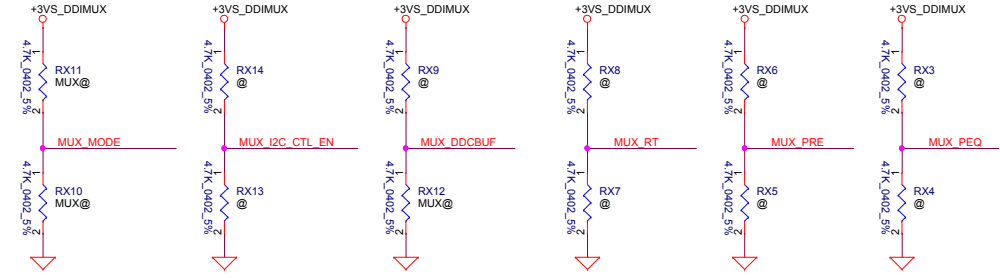 +3VS_DDIMUX +3VS_DDIMUX +3VS_DDIMUX +3VS_DDIMUX +3VS_DDIMUX +3VS_DDIMUX
1 1 1 1 1 1
4.7K_0402_5% 4.7K_0402_5% 4.7K_0402_5% 4.7K_0402_5% 4.7K_0402_5% 4.7K_0402_5%
RX11 RX14 RX9 RX8 RX6 RX3
MUX@ @ @ @ @ @
2 2 2 2 2 2
MUX_MODE MUX_I2C_CTL_EN MUX_DDCBUF MUX_RT MUX_PRE MUX_PEQ
1 1 1 1 1 1
4.7K_0402_5% 4.7K_0402_5% 4.7K_0402_5% 4.7K_0402_5% 4.7K_0402_5% 4.7K_0402_5%
RX10 RX13 RX12 RX7 RX5 RX4
MUX@ @ MUX@ @ @ @
2 2 2 2 2 2